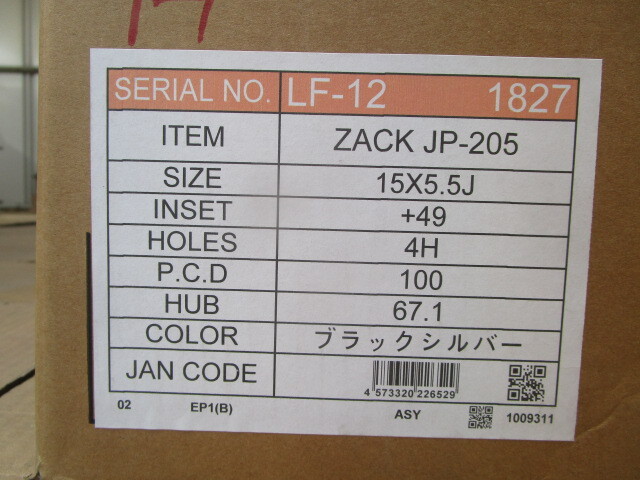 SERIAL NO. LF-12 1827
ITEM ZACK JP-205
SIZE 15X5.5J
INSET +49
HOLES 4H
P.C.D 100
HUB 67.1
COLOR ブラックシルバー
JAN CODE 4 573320 226529
02 EP1(B) ASY 1009311